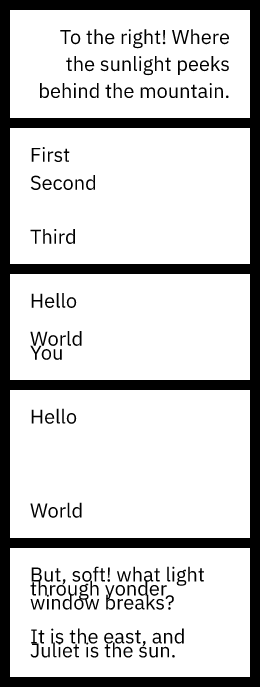 To the right! Where
the sunlight peeks
behind the mountain.
First
Second
Third
Hello
World
You
Hello
World
But, soft! what light
through yonder
window breaks?
It is the east, and
Juliet is the sun.